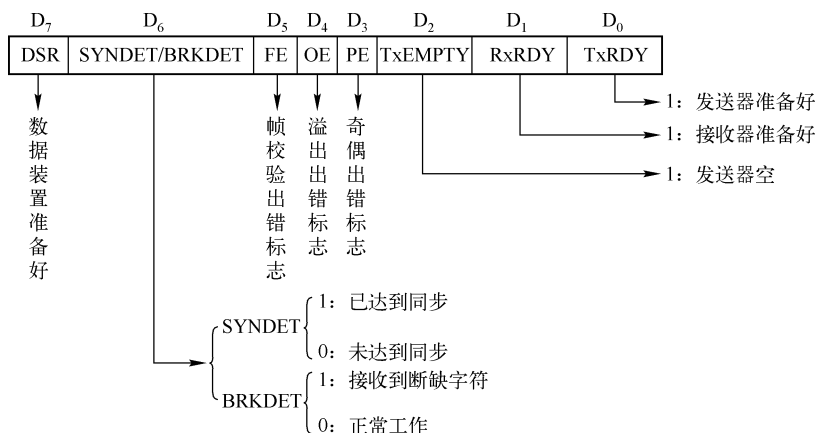 D7 D6 D5 D4 D3 D2 D1 D0
DSR SYNDET/BRKDET FE OE PE TxEMPTY RxRDY TxRDY
1：发送器准备好
1：接收器准备好
1：发送器空
数据装置准备好
帧校验出错标志
溢出出错标志
奇偶出错标志
SYNDET
1：已达到同步
0：未达到同步
BRKDET
1：接收到断缺字符
0：正常工作